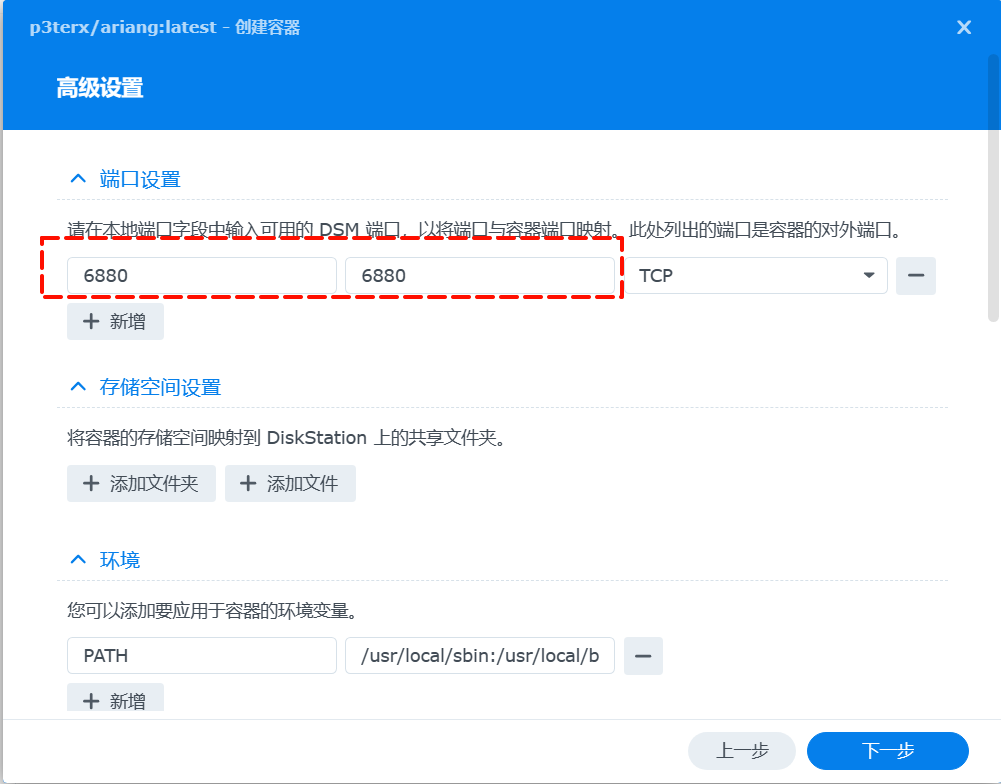 p3terx/ariang:latest - 创建容器
高级设置
端口设置
请在本地端口字段中输入可用的 DSM 端口，以将端口与容器端口映射。此处列出的端口是容器的对外端口。
6880 6880 TCP
新增
存储空间设置
将容器的存储空间映射到 DiskStation 上的共享文件夹。
添加文件夹 添加文件
环境
您可以添加要应用于容器的环境变量。
PATH /usr/local/sbin:/usr/local/b
新增
上一步 下一步